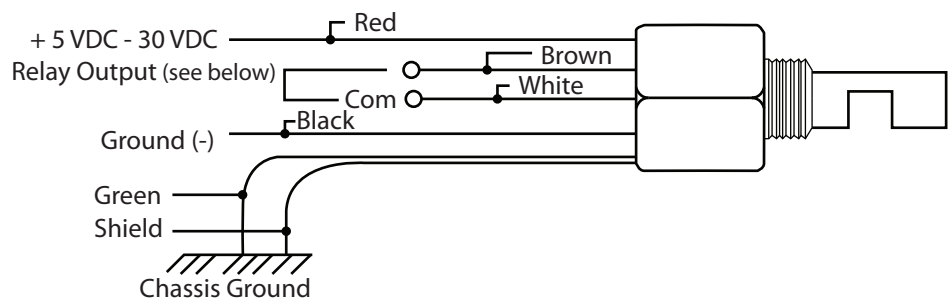 Red
+ 5 VDC - 30 VDC
Brown
Relay Output (see below)
White
Com
Black
Ground (-)
Green
Shield
Chassis Ground